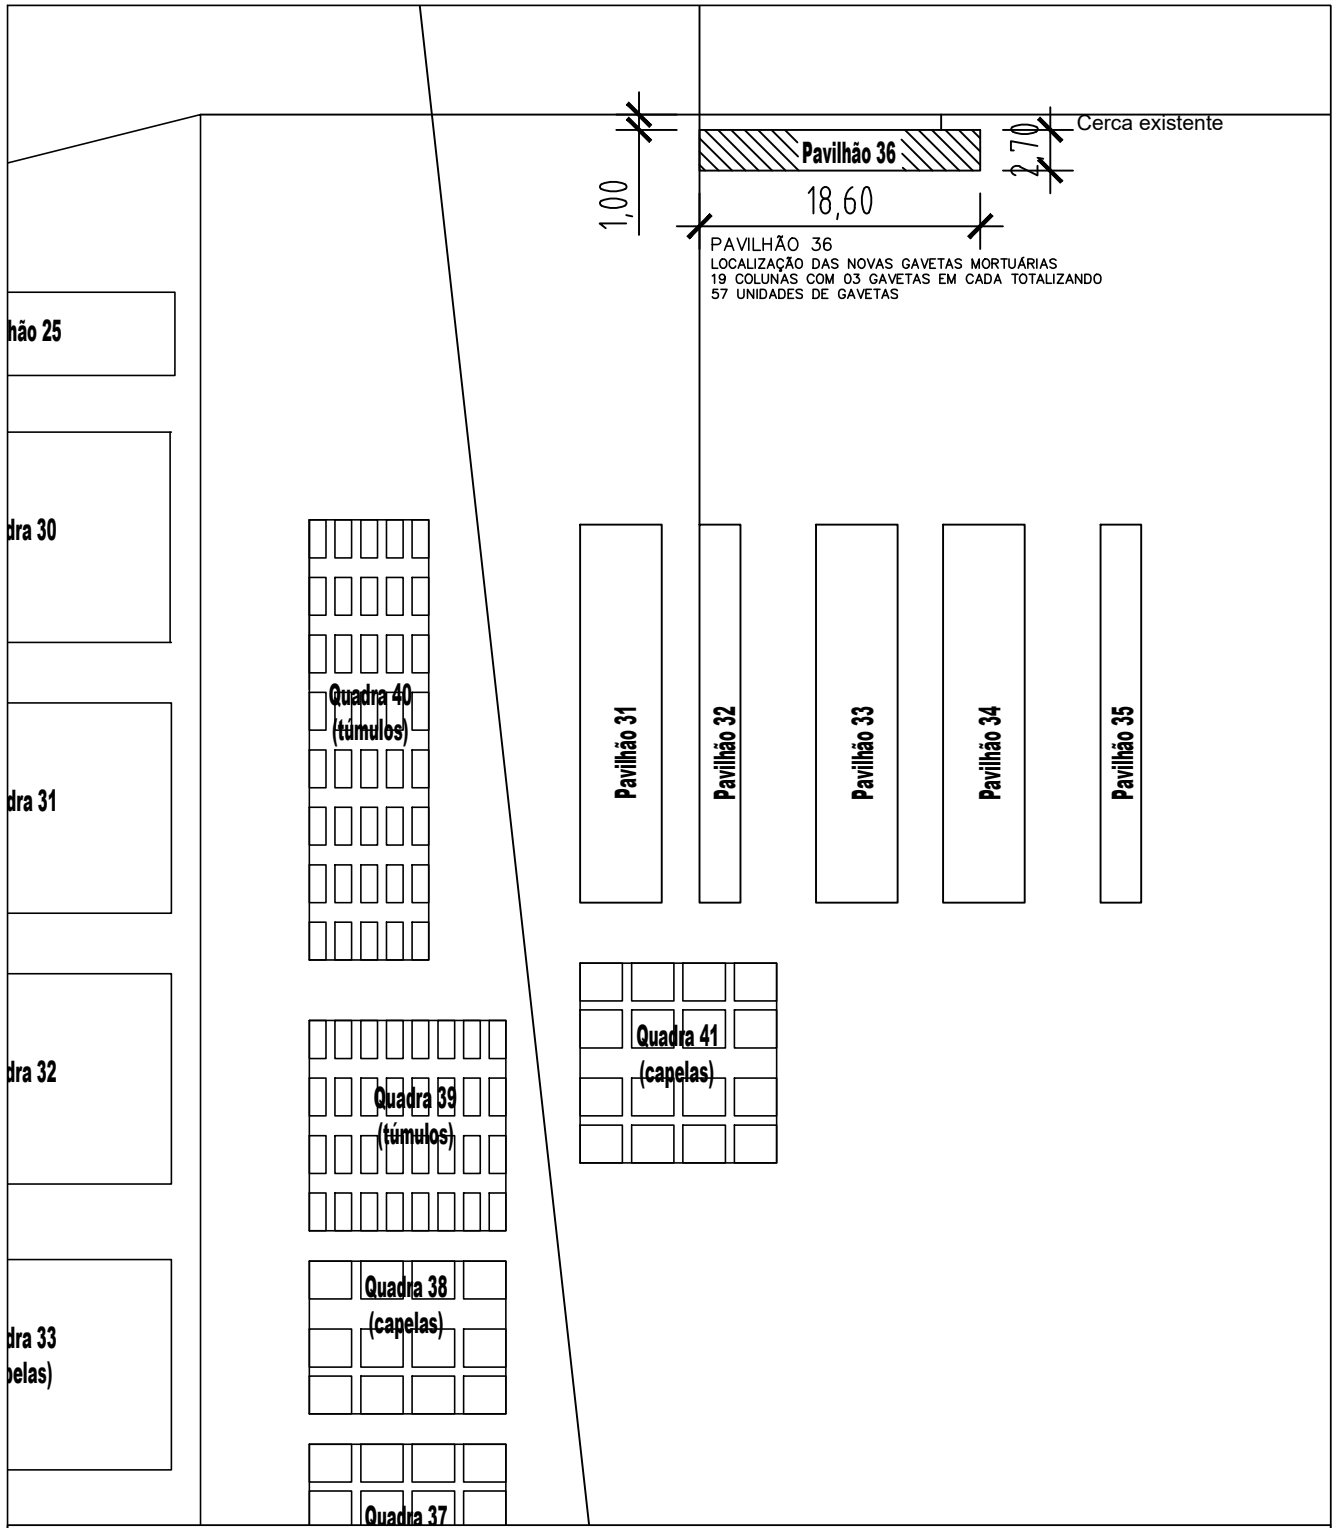 Cerca existente
Pavilhão 36
2,70
1,00
18,60
PAVILHÃO 36
LOCALIZAÇÃO DAS NOVAS GAVETAS MORTUÁRIAS
19 COLUNAS COM 03 GAVETAS EM CADA TOTALIZANDO
57 UNIDADES DE GAVETAS
hão 25
dra 30
Quadra 40
(túmulos)
Pavilhão 31
Pavilhão 32
Pavilhão 33
Pavilhão 34
Pavilhão 35
dra 31
Quadra 41
(capelas)
dra 32
Quadra 39
(túmulos)
Quadra 38
(capelas)
dra 33
pelas)
Quadra 37